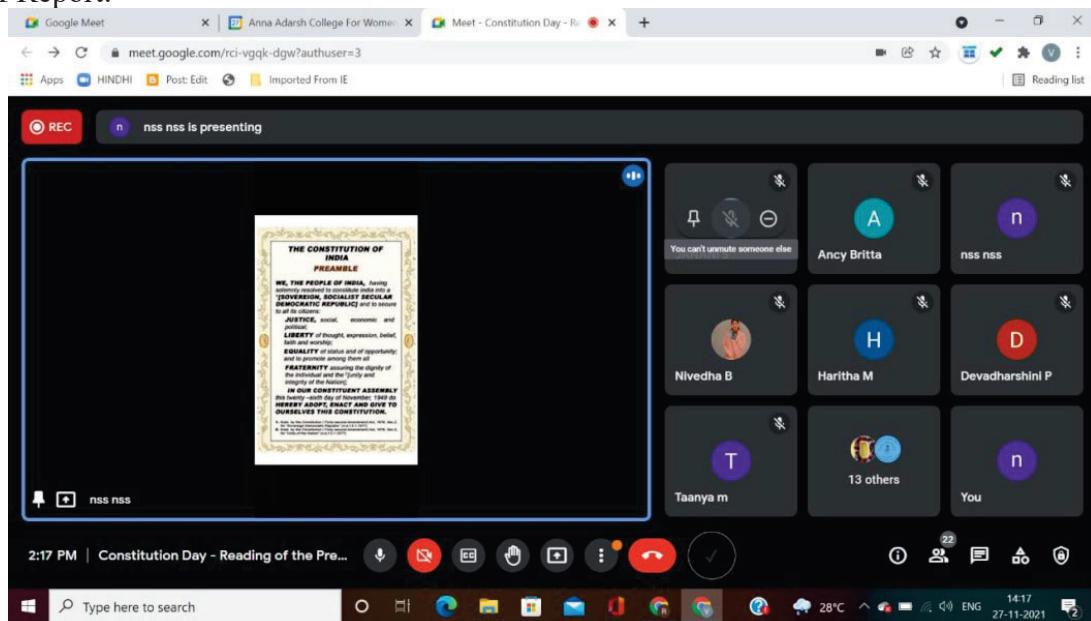 Report.
Google Meet
Anna Adarsh College For Women
Meet - Constitution Day - Re
meet.google.com/rci-vgqk-dgw?authuser=3
V
Apps
HINDHI
Post: Edit
Imported From IE
Reading list
REC
n
nss nss is presenting
THE CONSTITUTION OF
INDIA
PREAMBLE
WE, THE PEOPLE OF INDIA, having
solemnly resolved to constitute India into a
[SOVEREIGN, SOCIALIST SECULAR
DEMOCRATIC REPUBLIC] and to secure
to all its citizens:
JUSTICE, social, economic and
political;
LIBERTY of thought, expression, belief,
faith and worship;
EQUALITY of status and of opportunity;
and to promote among them all
FRATERNITY assuring the dignity of
the individual and the [unity and
integrity of the Nation];
IN OUR CONSTITUENT ASSEMBLY
this twenty-sixth day of November, 1949 do
HEREBY ADOPT, ENACT AND GIVE TO
OURSELVES THIS CONSTITUTION.
nss nss
You can't unmute someone else
A
Ancy Britta
n
nss nss
Nivedha B
H
Haritha M
D
Devadharshini P
T
Taanya m
13 others
n
You
2:17 PM | Constitution Day - Reading of the Pre...
CC
22
Type here to search
28°C
ENG
14:17
27-11-2021
2